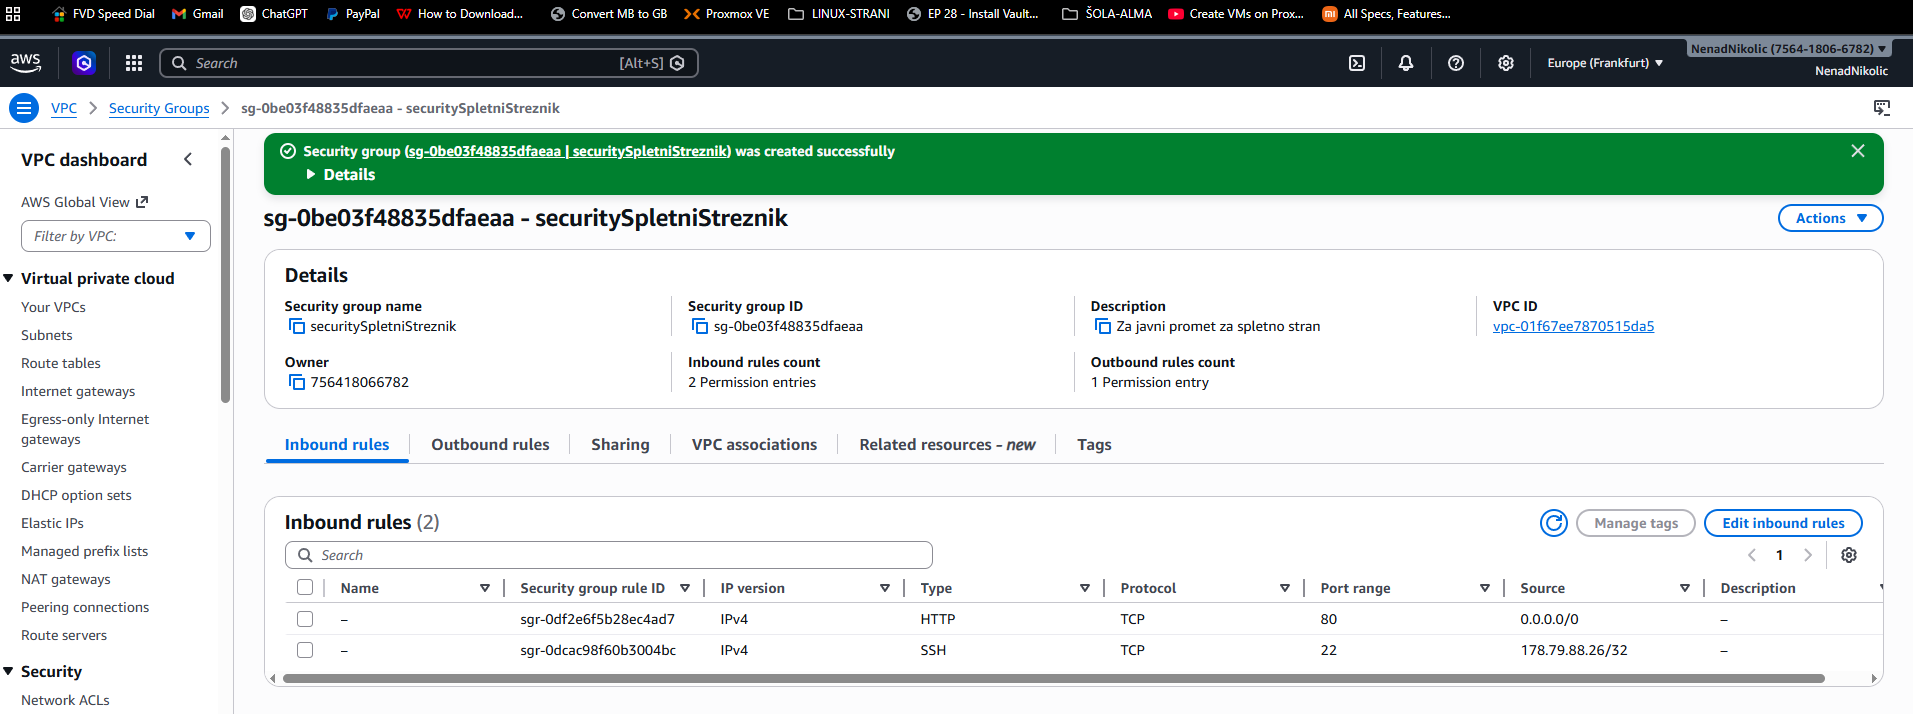 FVD Speed Dial Gmail ChatGPT PayPal How to Download... Convert MB to GB Proxmox VE LINUX-STRANI EP 28 - Install Vault... ŠOLA-ALMA Create VMs on Prox... All Specs, Features...
aws Search [Alt+S] Europe (Frankfurt) NenadNikolic (7564-1806-6782)
NenadNikolic
VPC Security Groups sg-0be03f48835dfaeaa - securitySpletniStreznik
VPC dashboard
AWS Global View
Filter by VPC:
Virtual private cloud
Your VPCs
Subnets
Route tables
Internet gateways
Egress-only Internet
gateways
Carrier gateways
DHCP option sets
Elastic IPs
Managed prefix lists
NAT gateways
Peering connections
Route servers
Security
Network ACLs
Security group (sg-0be03f48835dfaeaa | securitySpletniStreznik) was created successfully
Details
sg-0be03f48835dfaeaa - securitySpletniStreznik
Actions
Details
Security group name Security group ID Description VPC ID
securitySpletniStreznik sg-0be03f48835dfaeaa Za javni promet za spletno stran vpc-01f67ee7870515da5
Owner Inbound rules count Outbound rules count
756418066782 2 Permission entries 1 Permission entry
Inbound rules Outbound rules Sharing VPC associations Related resources - new Tags
Inbound rules (2)
Manage tags Edit inbound rules
Search
1
Name Security group rule ID IP version Type Protocol Port range Source Description
– sgr-0df2e6f5b28ec4ad7 IPv4 HTTP TCP 80 0.0.0.0/0 –
– sgr-0dcac98f60b3004bc IPv4 SSH TCP 22 178.79.88.26/32 –